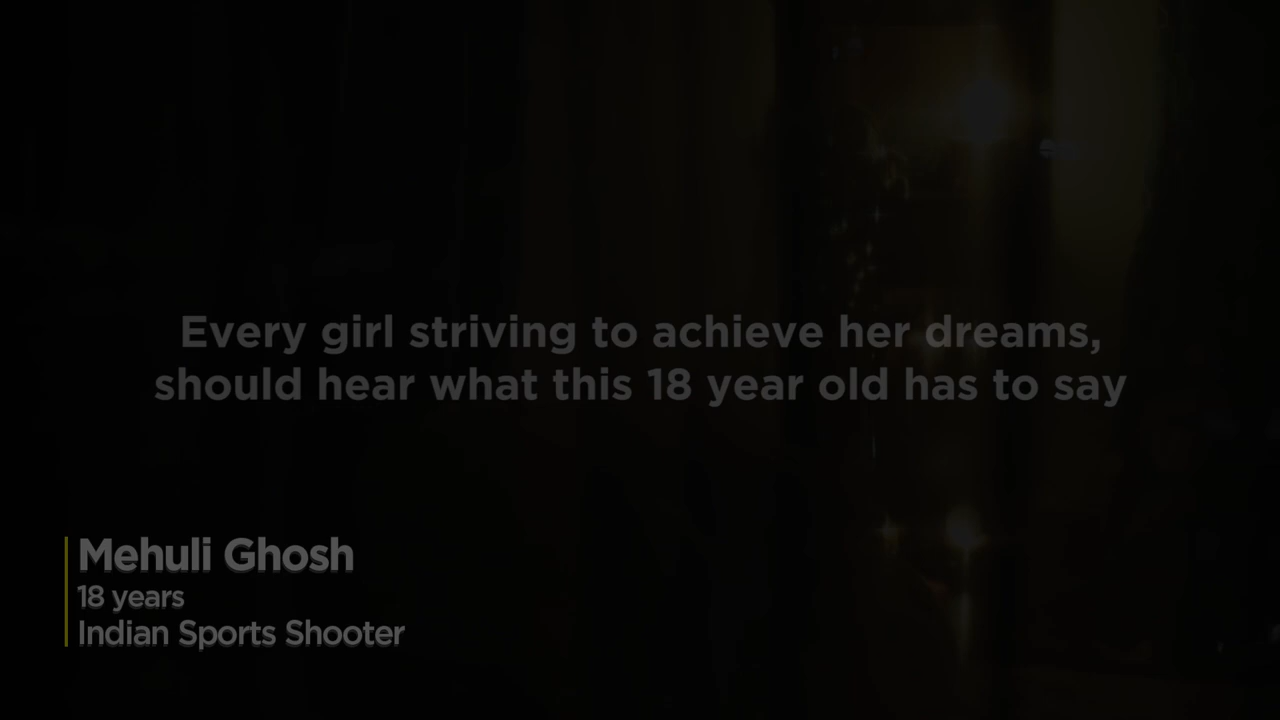 Every girl striving to achieve her dreams,
should hear what this 18 year old has to say
Mehuli Ghosh
18 years
Indian Sports Shooter